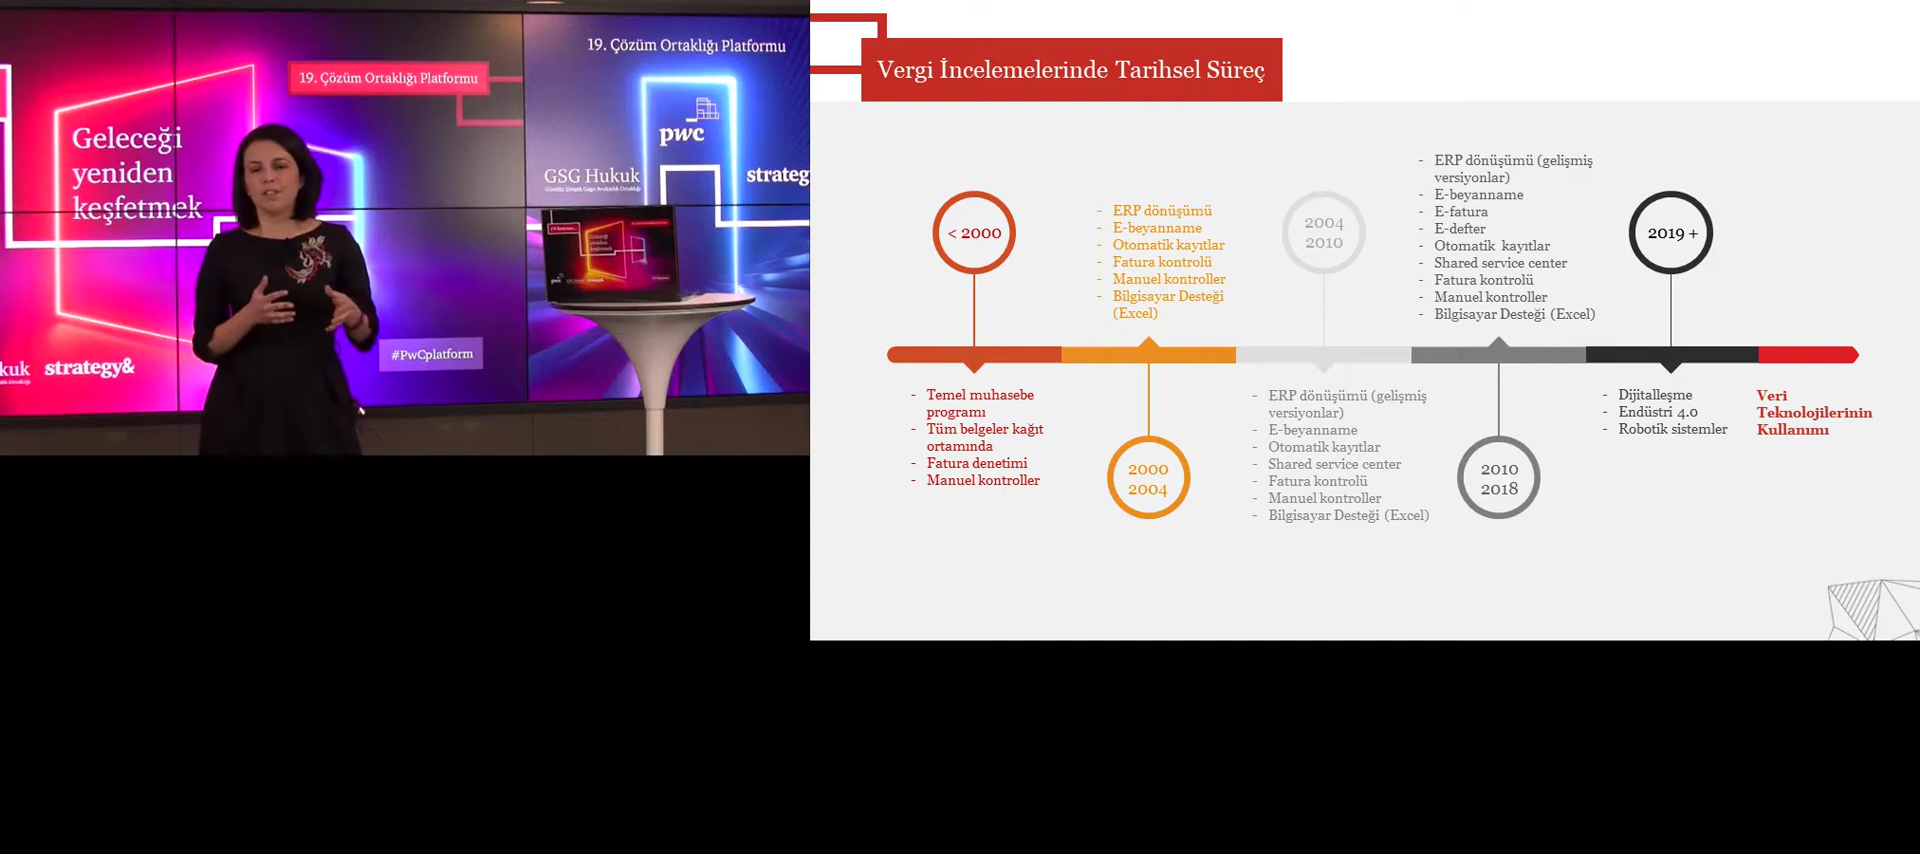 19. Çözüm Ortaklığı Platformu
19. Çözüm Ortaklığı Platformu
Geleceği
yeniden
keşfetmek
pwc
GSG Hukuk
strateg
#PwCplatform
kuk
strategy&
Vergi İncelemelerinde Tarihsel Süreç
< 2000
- Temel muhasebe
programı
- Tüm belgeler kağıt
ortamında
- Fatura denetimi
- Manuel kontroller
- ERP dönüşümü
- E-beyanname
- Otomatik kayıtlar
- Fatura kontrolü
- Manuel kontroller
- Bilgisayar Desteği
(Excel)
2000
2004
2004
2010
- ERP dönüşümü (gelişmiş
versiyonlar)
- E-beyanname
- Otomatik kayıtlar
- Shared service center
- Fatura kontrolü
- Manuel kontroller
- Bilgisayar Desteği (Excel)
- ERP dönüşümü (gelişmiş
versiyonlar)
- E-beyanname
- E-fatura
- E-defter
- Otomatik kayıtlar
- Shared service center
- Fatura kontrolü
- Manuel kontroller
- Bilgisayar Desteği (Excel)
2010
2018
2019 +
- Dijitalleşme
- Endüstri 4.0
- Robotik sistemler
Veri
Teknolojilerinin
Kullanımı